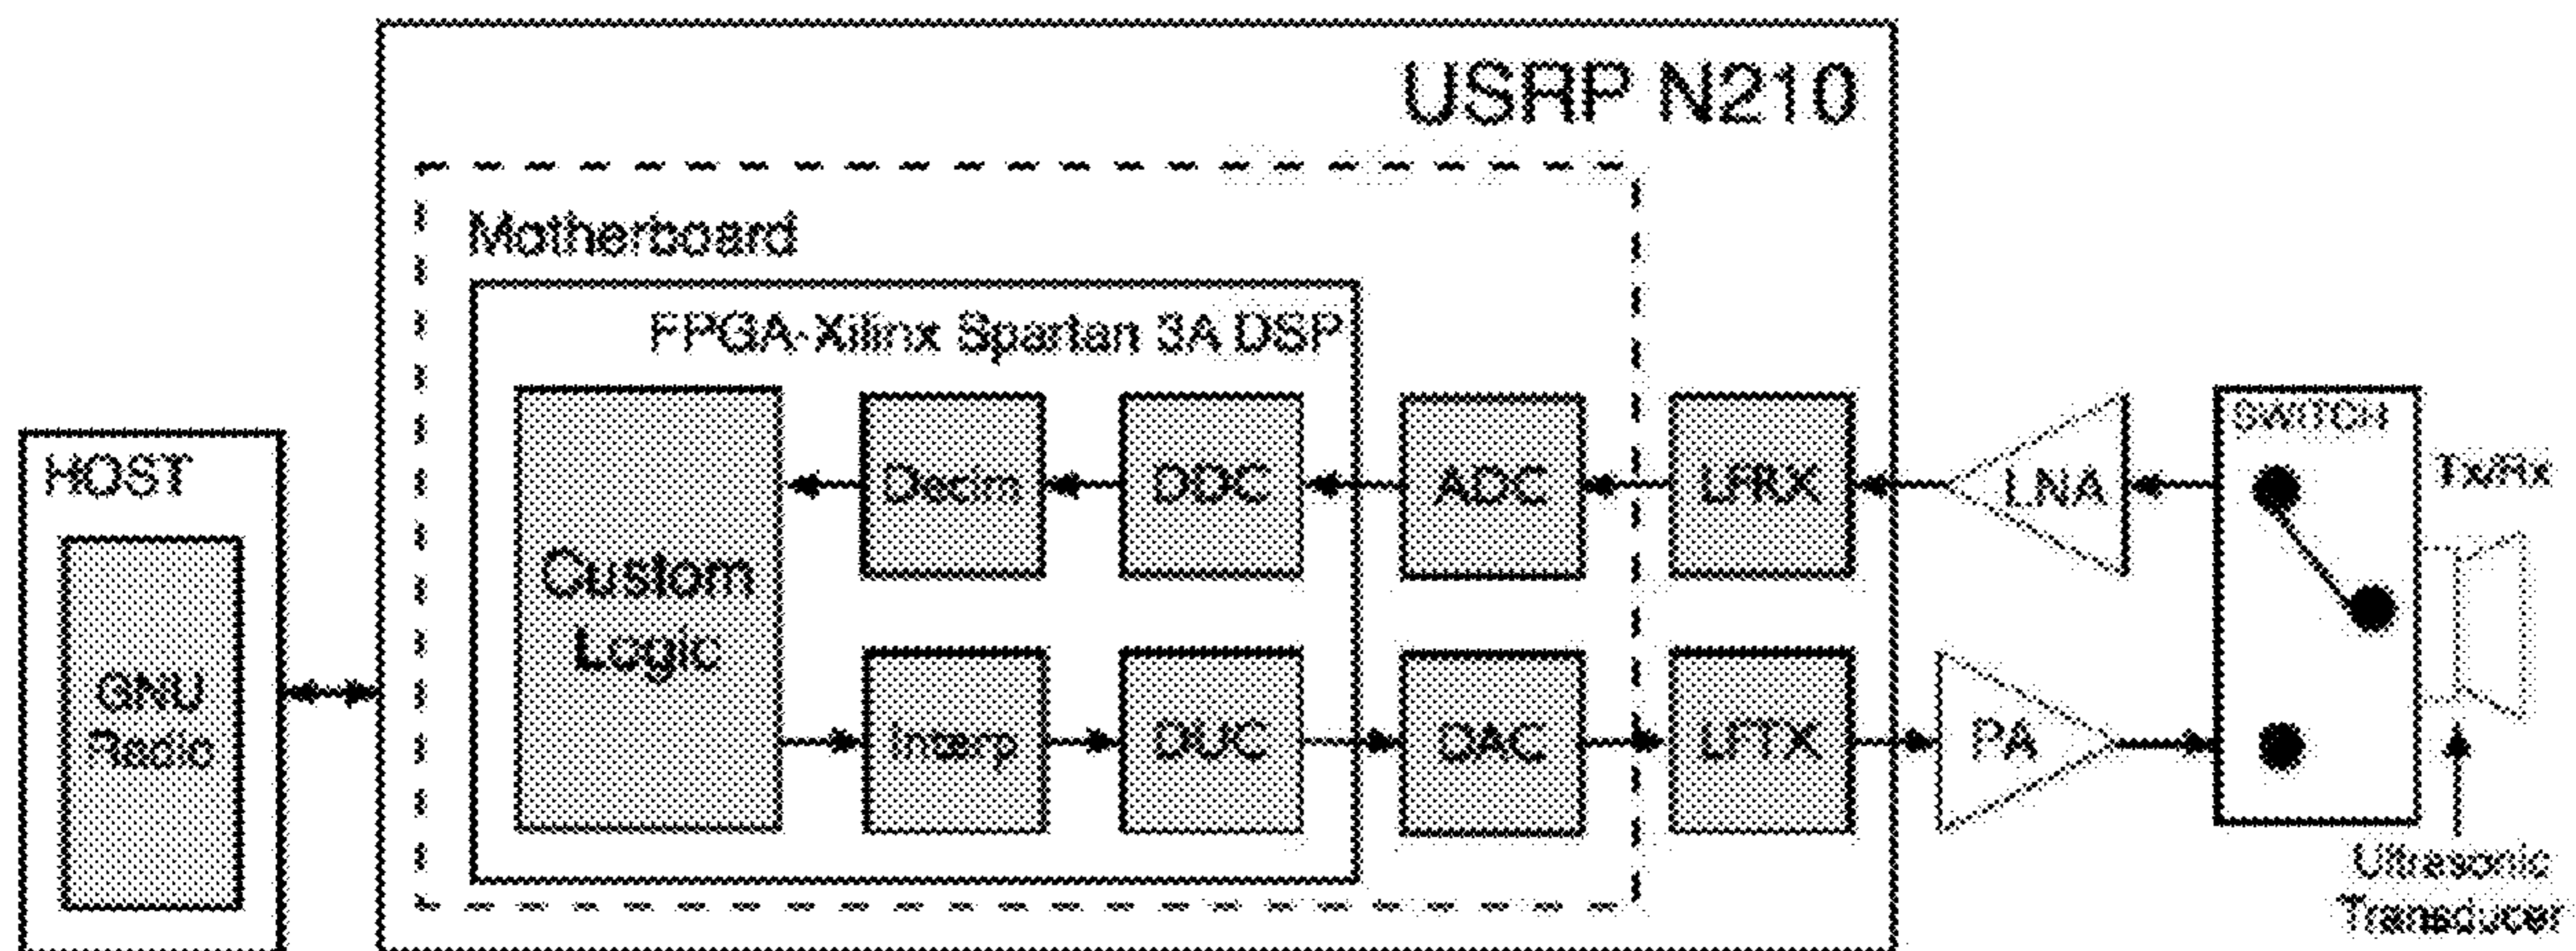 USRP N210
Motherboard
FPGA-Xilinx Spartan 3A DSP
HOST
GNU
Radio
Custom
Logic
Decim
DDC
ADC
LFRX
LNA
SWITCH
Tx/Rx
Interp
DUC
DAC
LFTX
PA
Ultrasonic
Transducer